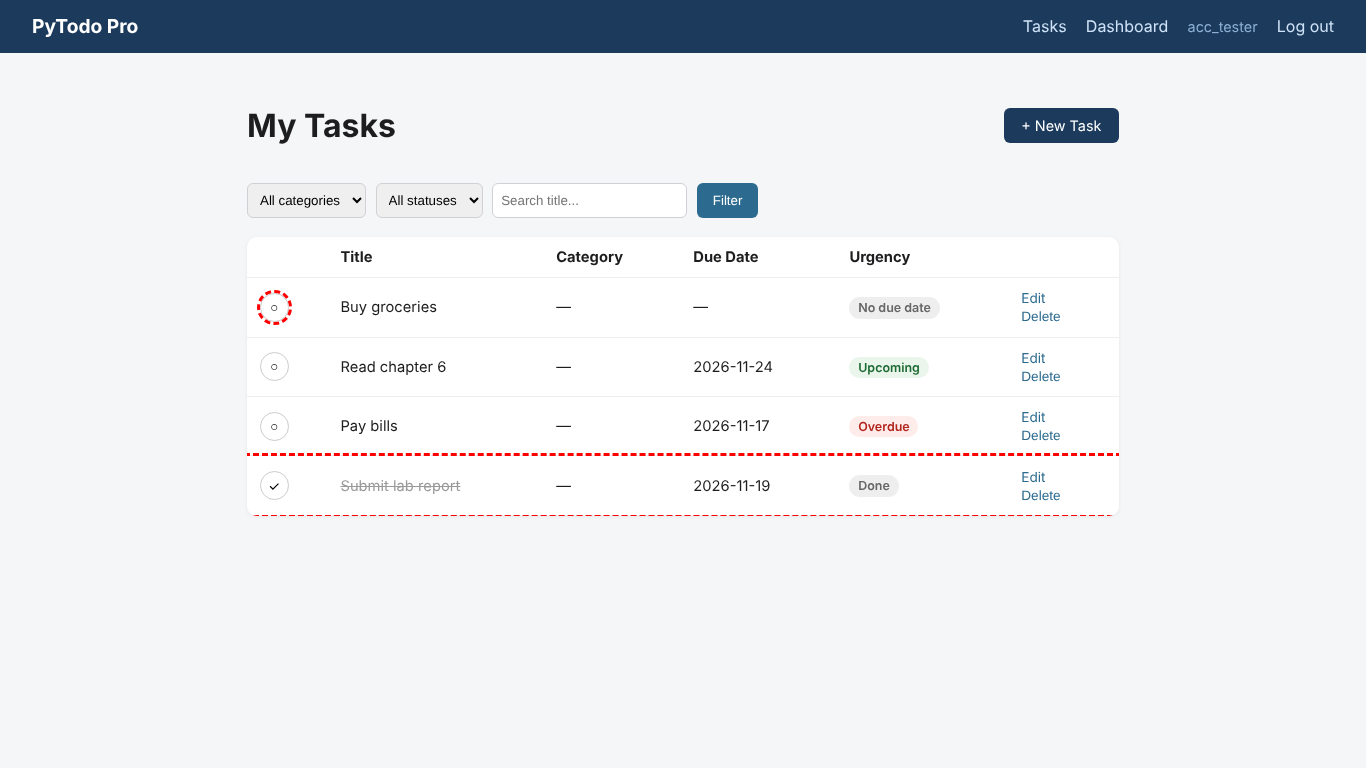 PyTodo Pro
Tasks Dashboard acc_tester Log out
My Tasks
+ New Task
All categories All statuses Search title... Filter
Title Category Due Date Urgency
○ Buy groceries — — No due date Edit
Delete
○ Read chapter 6 — 2026-11-24 Upcoming Edit
Delete
○ Pay bills — 2026-11-17 Overdue Edit
Delete
✓ Submit lab report — 2026-11-19 Done Edit
Delete